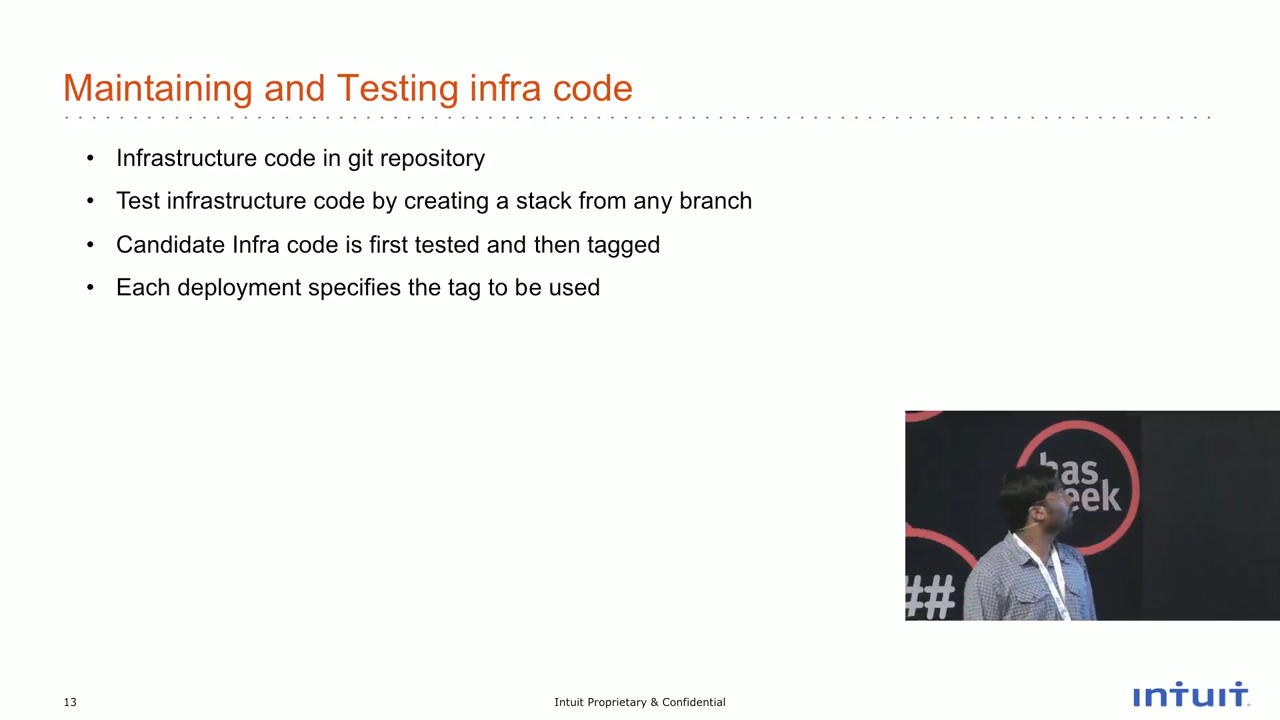 Maintaining and Testing infra code
• Infrastructure code in git repository
• Test infrastructure code by creating a stack from any branch
• Candidate Infra code is first tested and then tagged
• Each deployment specifies the tag to be used
has
eek
##
13
Intuit Proprietary & Confidential
intuit